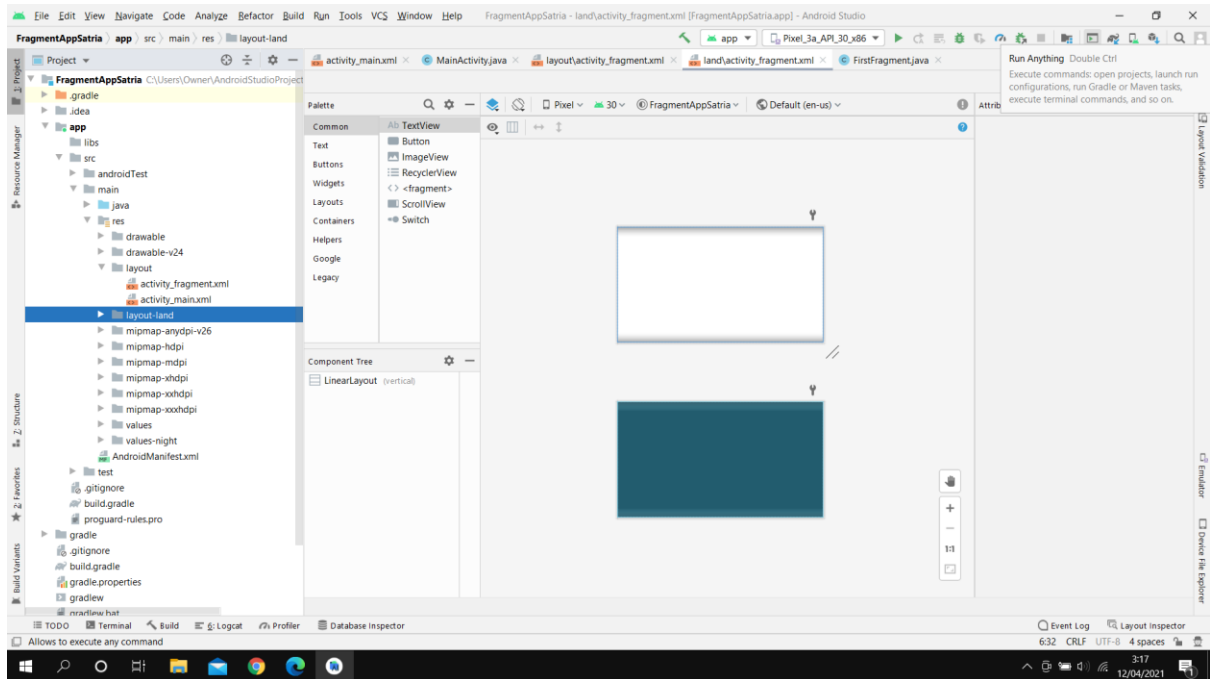 File Edit View Navigate Code Analyze Refactor Build Run Tools VCS Window Help FragmentAppSatria - land\activity_fragment.xml [FragmentAppSatria.app] - Android Studio
FragmentAppSatria app src main res layout-land
app Pixel_3a_API_30_x86
Project
activity_main.xml MainActivity.java layout\activity_fragment.xml land\activity_fragment.xml FirstFragment.java
Run Anything Double Ctrl
Execute commands: open projects, launch run
configurations, run Gradle or Maven tasks,
execute terminal commands, and so on.
1: Project
Resource Manager
Z: Structure
2: Favorites
Build Variants
FragmentAppSatria C:\Users\Owner\AndroidStudioProject
.gradle
.idea
app
libs
src
androidTest
main
java
res
drawable
drawable-v24
layout
activity_fragment.xml
activity_main.xml
layout-land
mipmap-anydpi-v26
mipmap-hdpi
mipmap-mdpi
mipmap-xhdpi
mipmap-xxhdpi
mipmap-xxxhdpi
values
values-night
AndroidManifest.xml
test
.gitignore
build.gradle
proguard-rules.pro
gradle
.gitignore
build.gradle
gradle.properties
gradlew
gradlew.bat
Palette
Common
Text
Buttons
Widgets
Layouts
Containers
Helpers
Google
Legacy
Ab TextView
Button
ImageView
RecyclerView
<> <fragment>
ScrollView
Switch
Component Tree
LinearLayout (vertical)
Pixel 30 FragmentAppSatria Default (en-us)
Attrib
1:1
Layout Validation
Emulator
Device File Explorer
TODO Terminal Build 6: Logcat Profiler Database Inspector Event Log Layout Inspector
Allows to execute any command 6:32 CRLF UTF-8 4 spaces
3:17
12/04/2021
1